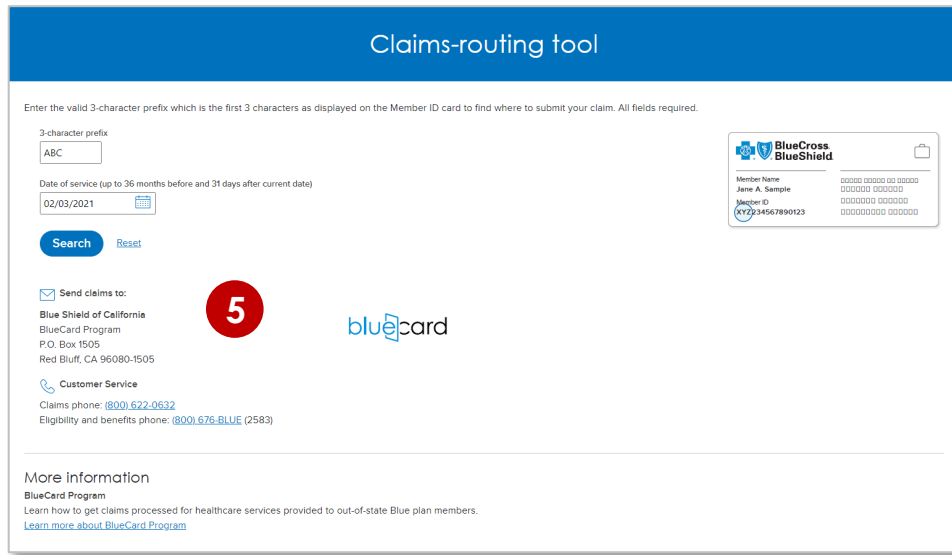 Claims-routing tool
Enter the valid 3-character prefix which is the first 3 characters as displayed on the Member ID card to find where to submit your claim. All fields required.
3-character prefix
ABC
Date of service (up to 36 months before and 31 days after current date)
02/03/2021
Search Reset
BlueCross
BlueShield
Member Name
Jane A. Sample
Member ID
XYZ234567890123
Send claims to:
Blue Shield of California
BlueCard Program
P.O. Box 1505
Red Bluff, CA 96080-1505
5
bluecard
Customer Service
Claims phone: (800) 622-0632
Eligibility and benefits phone: (800) 676-BLUE (2583)
More information
BlueCard Program
Learn how to get claims processed for healthcare services provided to out-of-state Blue plan members.
Learn more about BlueCard Program